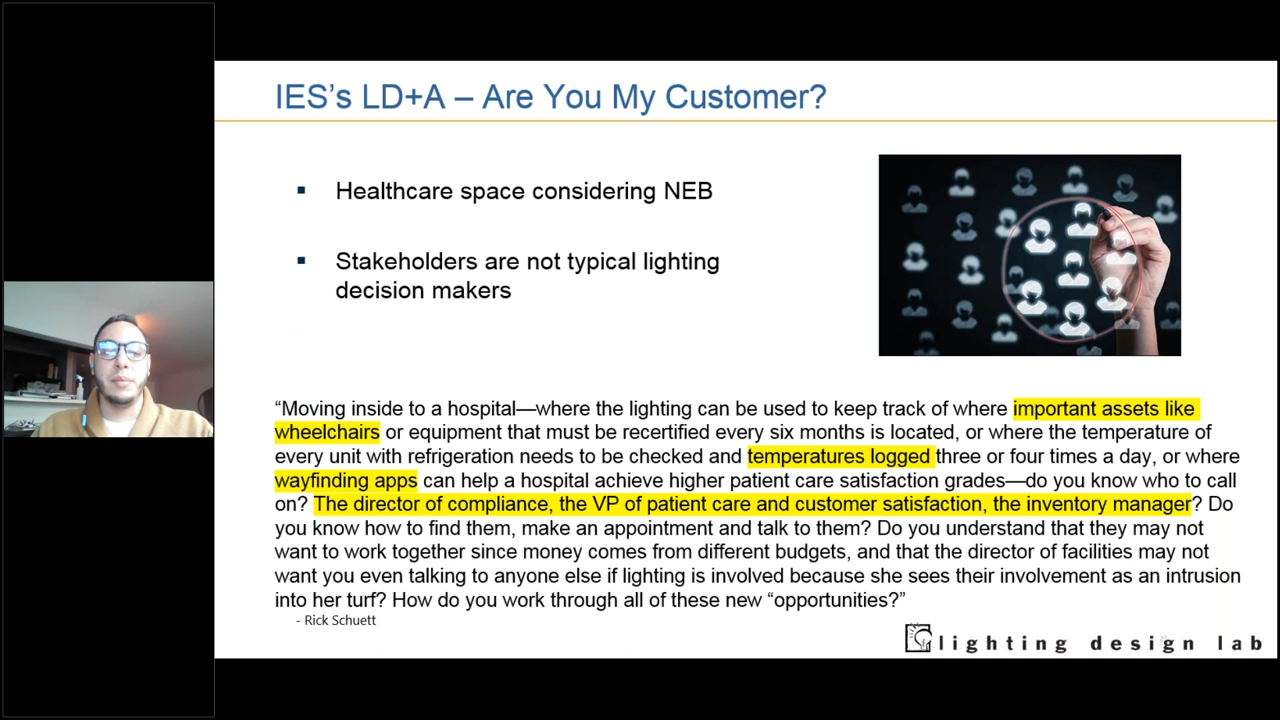 IES's LD+A – Are You My Customer?
▪ Healthcare space considering NEB
▪ Stakeholders are not typical lighting
decision makers
“Moving inside to a hospital—where the lighting can be used to keep track of where important assets like
wheelchairs or equipment that must be recertified every six months is located, or where the temperature of
every unit with refrigeration needs to be checked and temperatures logged three or four times a day, or where
wayfinding apps can help a hospital achieve higher patient care satisfaction grades—do you know who to call
on? The director of compliance, the VP of patient care and customer satisfaction, the inventory manager? Do
you know how to find them, make an appointment and talk to them? Do you understand that they may not
want to work together since money comes from different budgets, and that the director of facilities may not
want you even talking to anyone else if lighting is involved because she sees their involvement as an intrusion
into her turf? How do you work through all of these new “opportunities?”
- Rick Schuett
lighting design lab